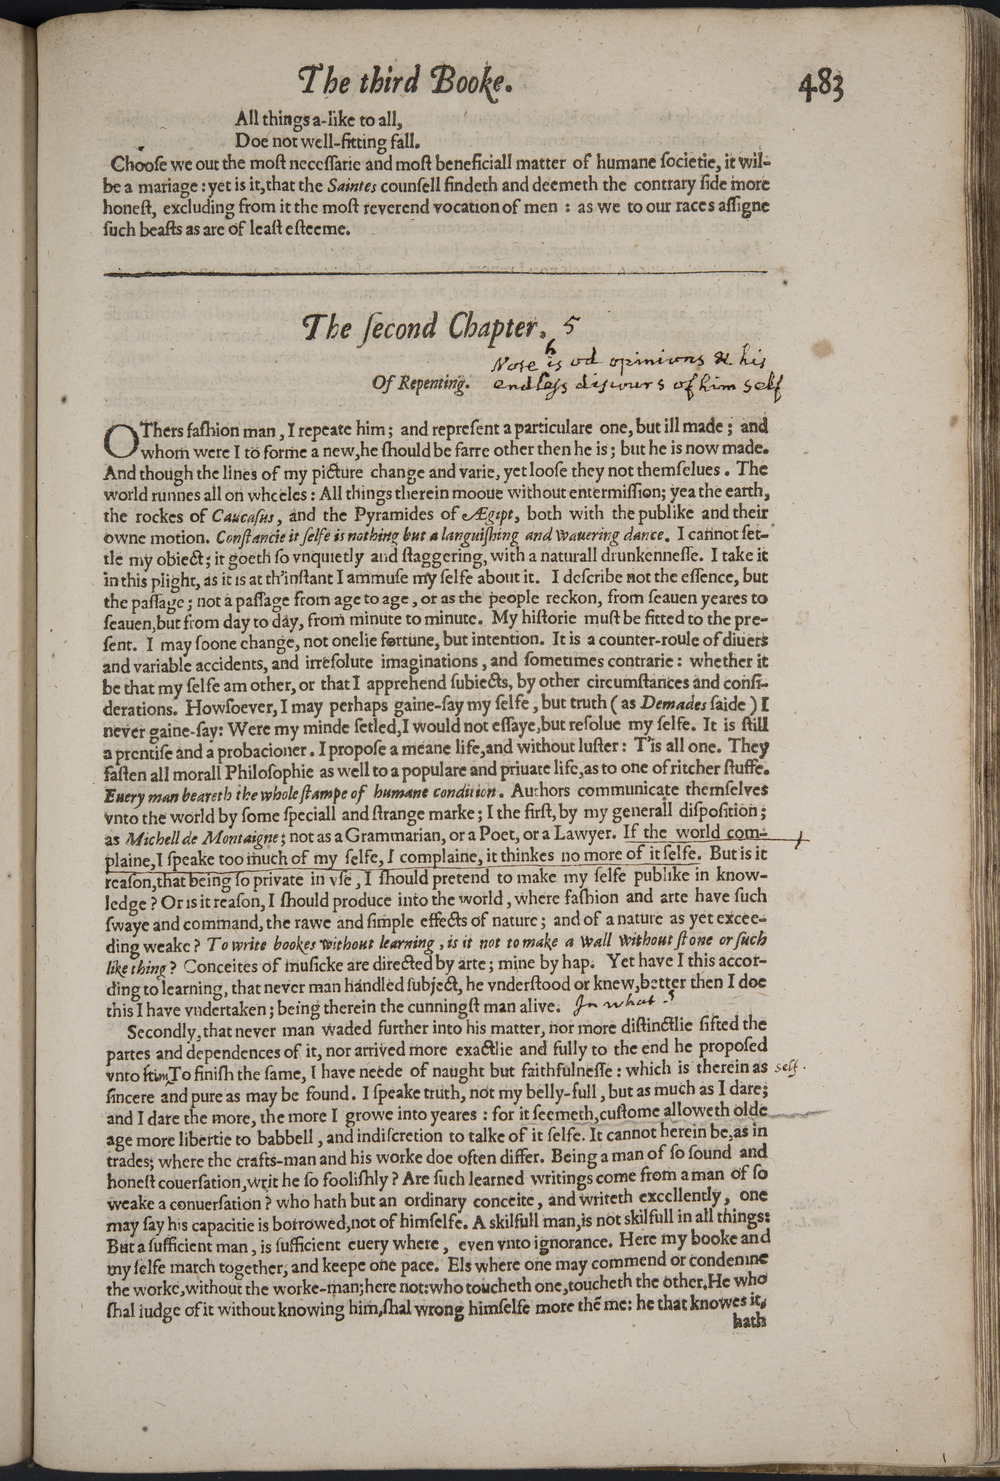 The third Booke.
483
All things a-like to all,
Doe not well-fitting fall.
Chooſe we out the moſt neceſſarie and moſt beneficiall matter of humane ſocietie, it wil-
be a mariage : yet is it, that the Saintes counſell findeth and deemeth the contrary ſide more
honeſt, excluding from it the moſt reverend vocation of men : as we to our races aſſigne
ſuch beaſts as are of leaſt eſteeme.
The ſecond Chapter. 5
Note his od opinions & his
Of Repenting. endleſs diſcours of him self
OThers faſhion man, I repeate him; and repreſent a particulare one, but ill made; and
whom were I to forme a new, he ſhould be farre other then he is; but he is now made.
And though the lines of my picture change and varie, yet looſe they not themſelues. The
world runnes all on wheeles: All things therein mooue without entermiſſion; yea the earth,
the rockes of Caucaſus, and the Pyramides of Ægipt, both with the publike and their
owne motion. Conſtancie it ſelfe is nothing but a languiſhing and wauering dance. I cannot ſet-
tle my obiect; it goeth ſo vnquietly and ſtaggering, with a naturall drunkenneſſe. I take it
in this plight, as it is at th'inſtant I ammuſe my ſelfe about it. I deſcribe not the eſſence, but
the paſſage; not a paſſage from age to age, or as the people reckon, from ſeauen yeares to
ſeauen, but from day to day, from minute to minute. My hiſtorie muſt be fitted to the pre-
ſent. I may ſoone change, not onelie fortune, but intention. It is a counter-roule of diuers
and variable accidents, and irreſolute imaginations, and ſometimes contrarie: whether it
be that my ſelfe am other, or that I apprehend ſubiects, by other circumſtances and conſi-
derations. Howſoever, I may perhaps gaine-ſay my ſelfe, but truth (as Demades ſaide) I
never gaine-ſay: Were my minde ſetled, I would not eſſaye, but reſolue my ſelfe. It is ſtill
a prentiſe and a probacioner. I propoſe a meane life, and without luſter: T'is all one. They
faſten all morall Philoſophie as well to a populare and priuate life, as to one of ritcher ſtuffe.
Euery man beareth the whole ſtampe of humane condition. Authors communicate themſelves
vnto the world by ſome ſpeciall and ſtrange marke; I the firſt, by my generall diſpoſition;
as Michell de Montaigne; not as a Grammarian, or a Poet, or a Lawyer. If the world com-
plaine, I ſpeake too much of my ſelfe, I complaine, it thinkes no more of it ſelfe. But is it
reaſon, that being ſo private in vſe, I ſhould pretend to make my ſelfe publike in know-
ledge? Or is it reaſon, I ſhould produce into the world, where faſhion and arte have ſuch
ſwaye and command, the rawe and ſimple effects of nature; and of a nature as yet excee-
ding weake? To write bookes without learning, is it not to make a wall without ſtone or ſuch
like thing? Conceites of muſicke are directed by arte; mine by hap. Yet have I this accor-
ding to learning, that never man handled ſubject, he vnderſtood or knew, better then I doe
this I have vndertaken; being therein the cunningſt man alive. In what ?
Secondly, that never man waded further into his matter, nor more diſtinctlie ſifted the
partes and dependences of it, nor arrived more exactlie and fully to the end he propoſed
vnto him. To finiſh the ſame, I have neede of naught but faithfulneſſe: which is therein as self.
ſincere and pure as may be found. I ſpeake truth, not my belly-full, but as much as I dare;
and I dare the more, the more I growe into yeares: for it ſeemeth, cuſtome alloweth olde
age more libertie to babbell, and indiſcretion to talke of it ſelfe. It cannot herein be, as in
trades; where the crafts-man and his worke doe often differ. Being a man of ſo ſound and
honeſt couerſation, writ he ſo fooliſhly? Are ſuch learned writings come from a man of ſo
weake a conuerſation? who hath but an ordinary conceite, and writeth excellently, one
may ſay his capacitie is borrowed, not of himſelfe. A skilfull man, is not skilfull in all things:
But a ſufficient man, is ſufficient euery where, even vnto ignorance. Here my booke and
my ſelfe march together, and keepe one pace. Els where one may commend or condemne
the worke, without the worke-man; here not: who toucheth one, toucheth the other. He who
ſhal iudge of it without knowing him, ſhal wrong himſelfe more thē me: he that knowes it,
hath